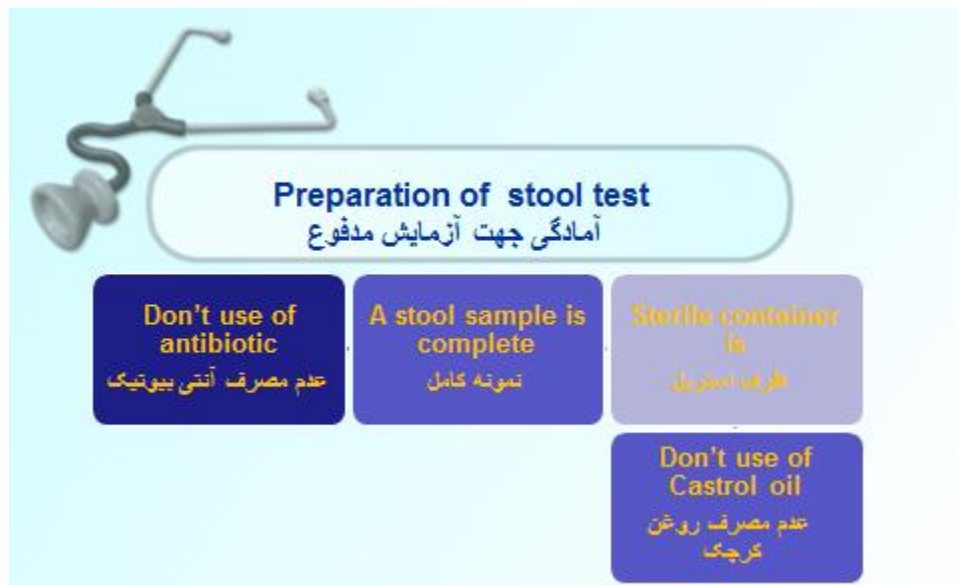 Preparation of stool test
آمادگی جهت آزمایش مدفوع
Don't use of
antibiotic
عدم مصرف آنتی بیوتیک
A stool sample is
complete
نمونه کامل
Sterile container
is
ظرف استریل
Don't use of
Castrol oil
عدم مصرف روغن
کرچک